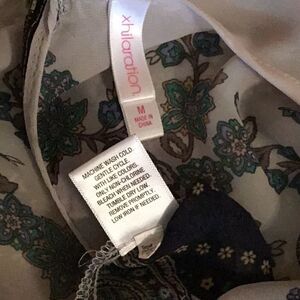 xhilaration
M
MADE IN
CHINA
MACHINE WASH COLD.
GENTLE CYCLE.
WITH LIKE COLORS.
ONLY NON-CHLORINE
BLEACH WHEN NEEDED.
TUMBLE DRY LOW.
REMOVE PROMPTLY.
LOW IRON IF NEEDED.